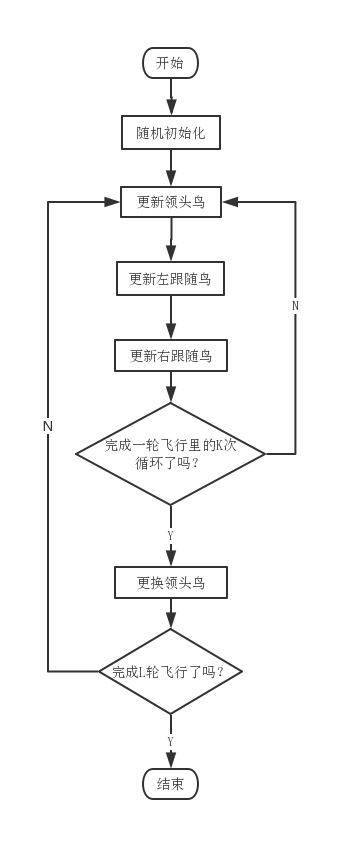 开始
随机初始化
更新领头鸟
更新左跟随鸟
N
更新右跟随鸟
N
完成一轮飞行里的K次
循环了吗?
Y
更换领头鸟
完成L轮飞行了吗?
Y
结束